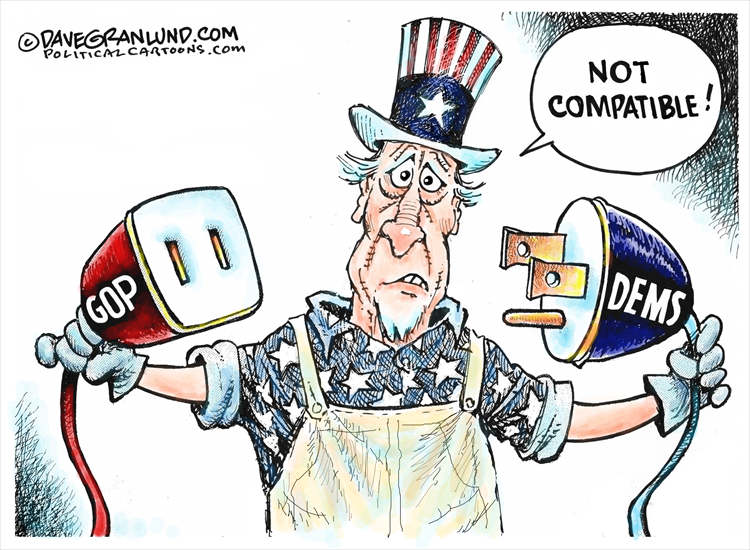 ©DAVEGRANLUND.COM
POLITICALCARTOONS.COM
NOT
COMPATIBLE!
GOP
DEMS